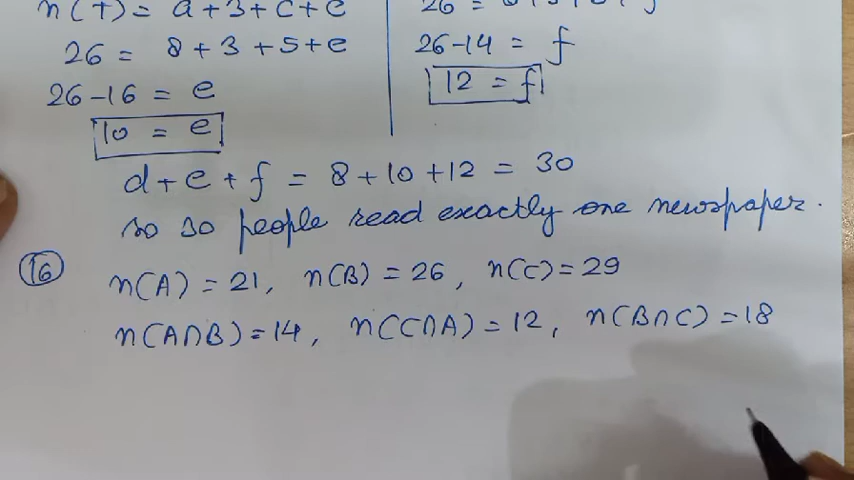 n(T) = a+3+c+e
26 = 8+3+5+e
26-16 = e
10 = e
26-14 = f
12 = f
d+e+f = 8+10+12 = 30
so 30 people read exactly one newspaper.
16
n(A) = 21, n(B) = 26, n(C) = 29
n(A∩B) = 14, n(C∩A) = 12, n(B∩C) = 18